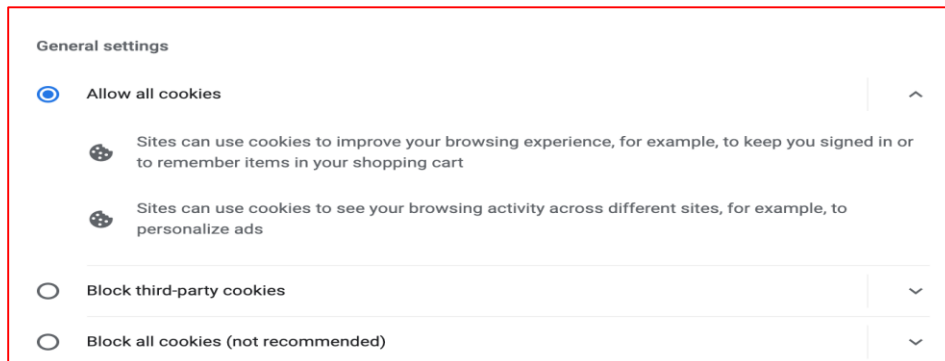 General settings
Allow all cookies
Sites can use cookies to improve your browsing experience, for example, to keep you signed in or
to remember items in your shopping cart
Sites can use cookies to see your browsing activity across different sites, for example, to
personalize ads
Block third-party cookies
Block all cookies (not recommended)